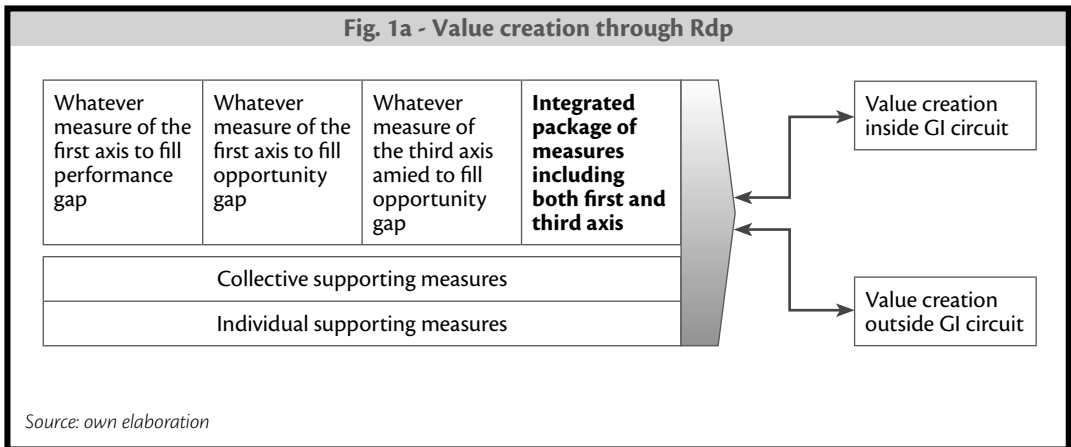 Fig. 1a - Value creation through Rdp
Whatever
measure of the
first axis to fill
performance
gap
Whatever
measure of the
first axis to fill
opportunity
gap
Whatever
measure of
the third axis
amied to fill
opportunity
gap
Integrated
package of
measures
including
both first and
third axis
Collective supporting measures
Individual supporting measures
Value creation
inside GI circuit
Value creation
outside GI circuit
Source: own elaboration